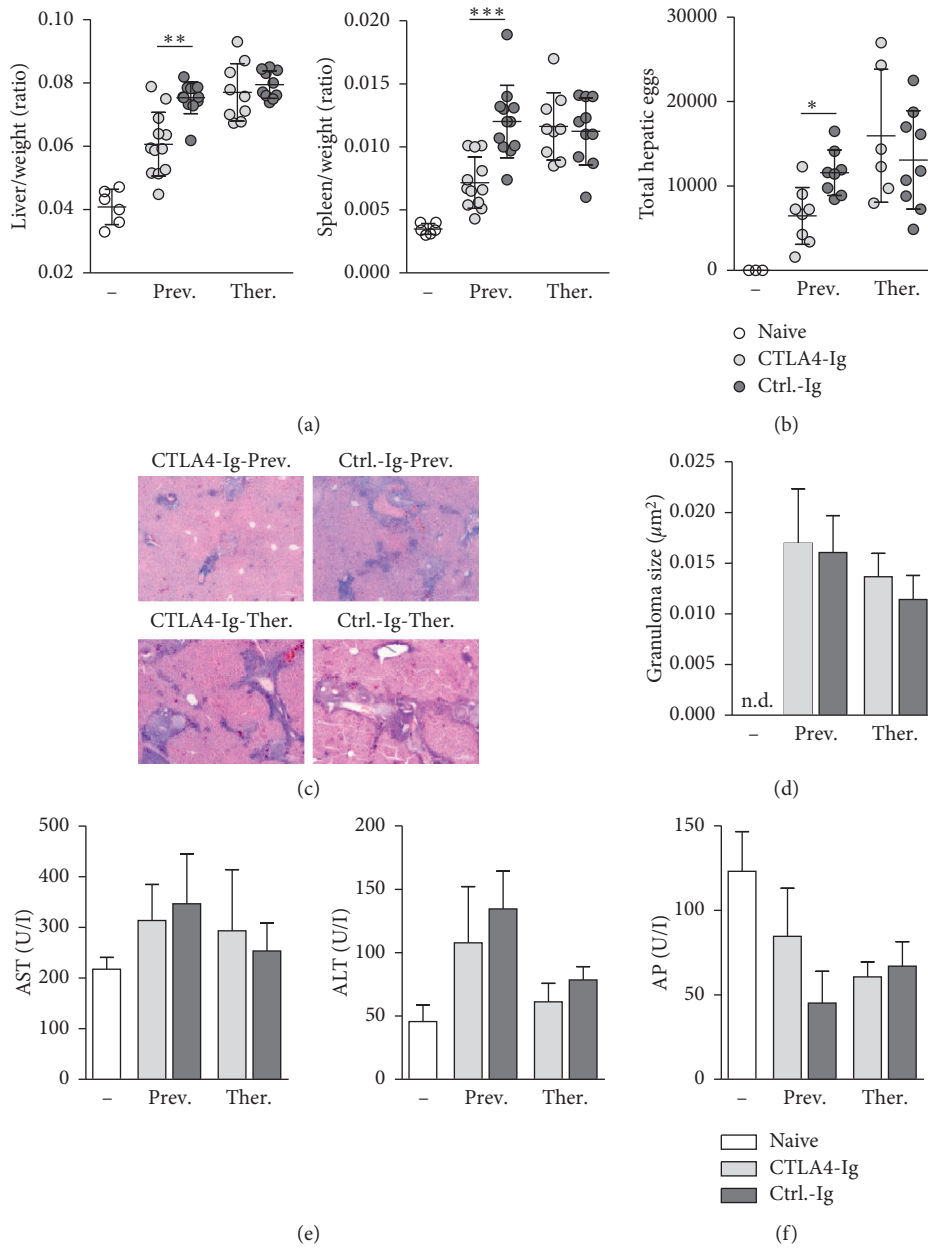 Liver/weight (ratio)
0.10
0.08
0.06
0.04
0.02
**
– Prev. Ther.
Spleen/weight (ratio)
0.020
0.015
0.010
0.005
0.000
***
– Prev. Ther.
(a)
Total hepatic eggs
30000
20000
10000
0
*
– Prev. Ther.
Naive
CTLA4-Ig
Ctrl.-Ig
(b)
CTLA4-Ig-Prev. Ctrl.-Ig-Prev.
CTLA4-Ig-Ther. Ctrl.-Ig-Ther.
(c)
Granuloma size (μm²)
0.025
0.020
0.015
0.010
0.005
0.000
n.d.
– Prev. Ther.
(d)
AST (U/I)
500
400
300
200
100
0
– Prev. Ther.
ALT (U/I)
200
150
100
50
0
– Prev. Ther.
(e)
AP (U/I)
150
100
50
0
– Prev. Ther.
Naive
CTLA4-Ig
Ctrl.-Ig
(f)